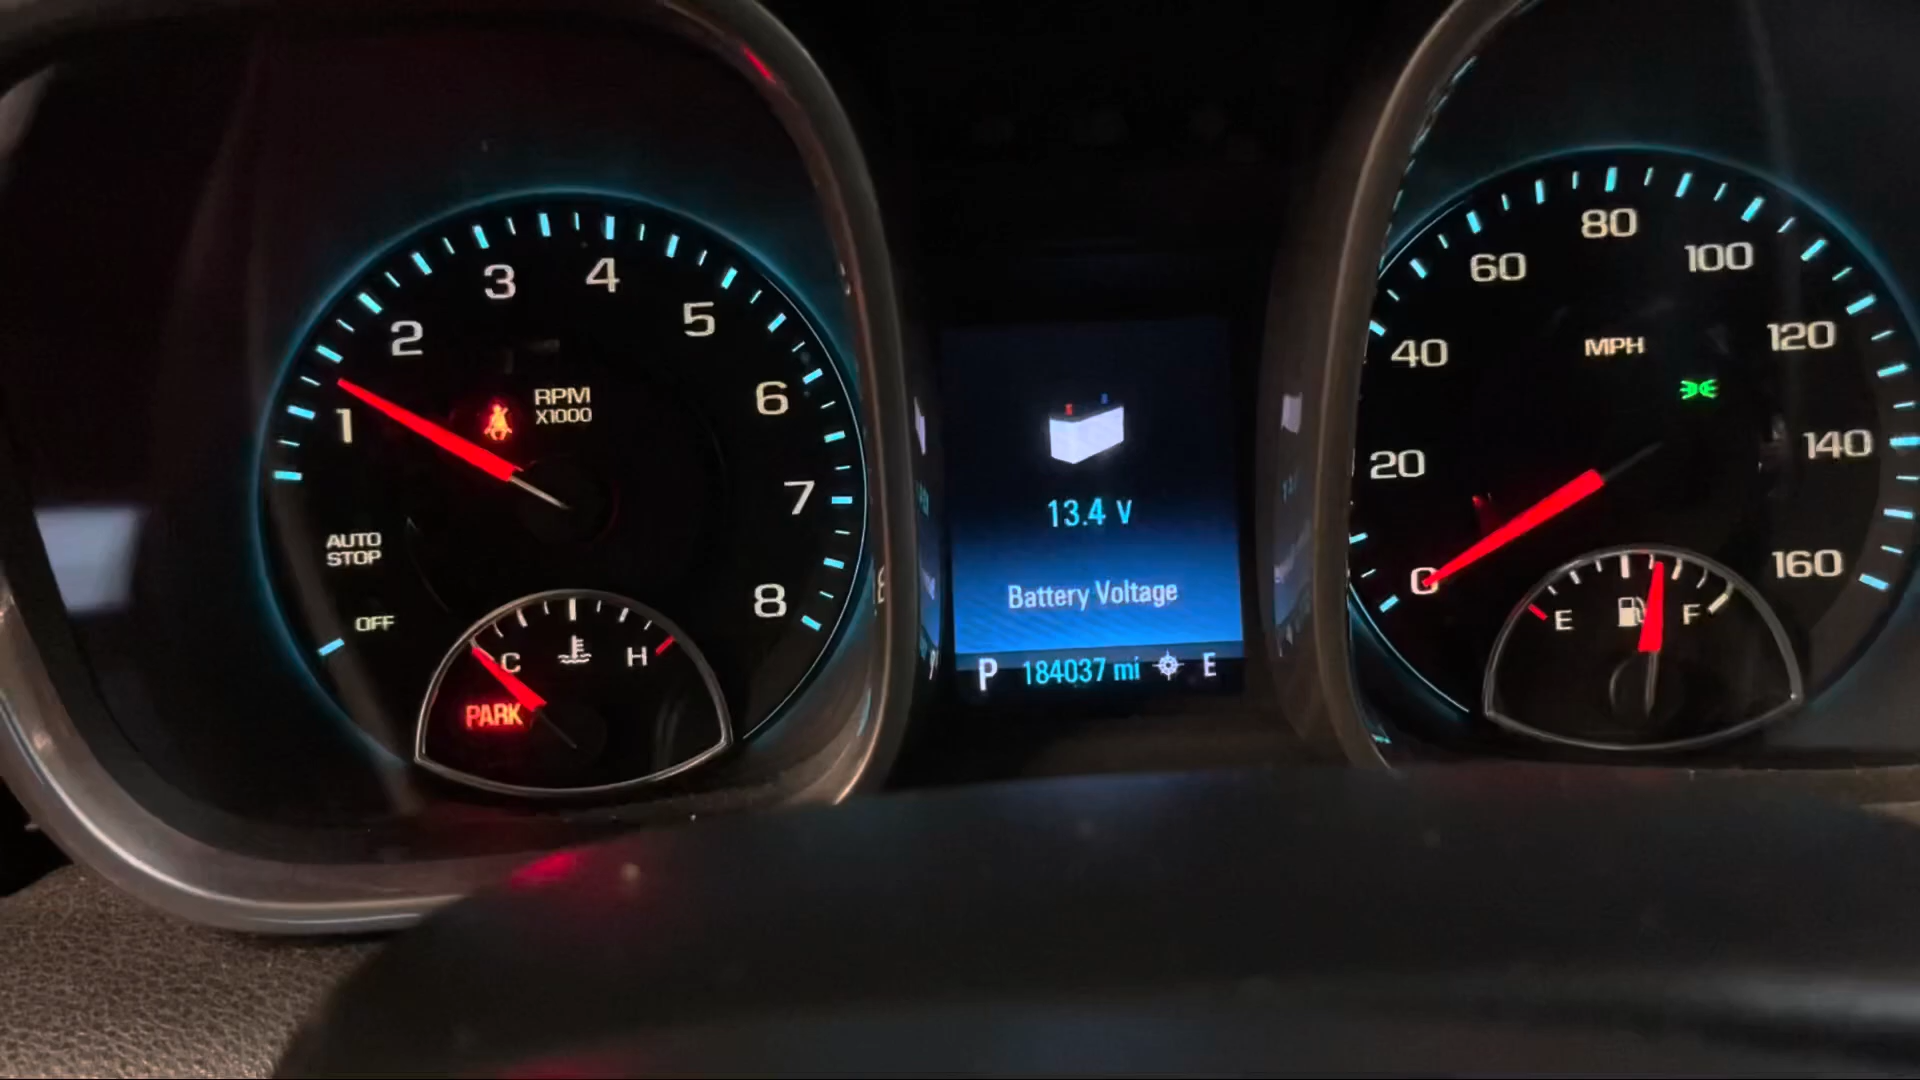 1
2
3
4
5
6
7
8
RPM
X1000
AUTO
STOP
OFF
C
H
PARK
13.4 V
Battery Voltage
P 184037 mi E
0
20
40
60
80
100
120
140
160
MPH
E
F